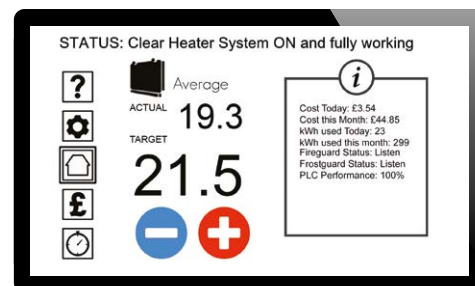 STATUS: Clear Heater System ON and fully working
?
£
Average
ACTUAL 19.3
TARGET
21.5
i
Cost Today: £3.54
Cost this Month: £44.85
kWh used Today: 23
kWh used this month: 299
Fireguard Status: Listen
Frostguard Status: Listen
PLC Performance: 100%